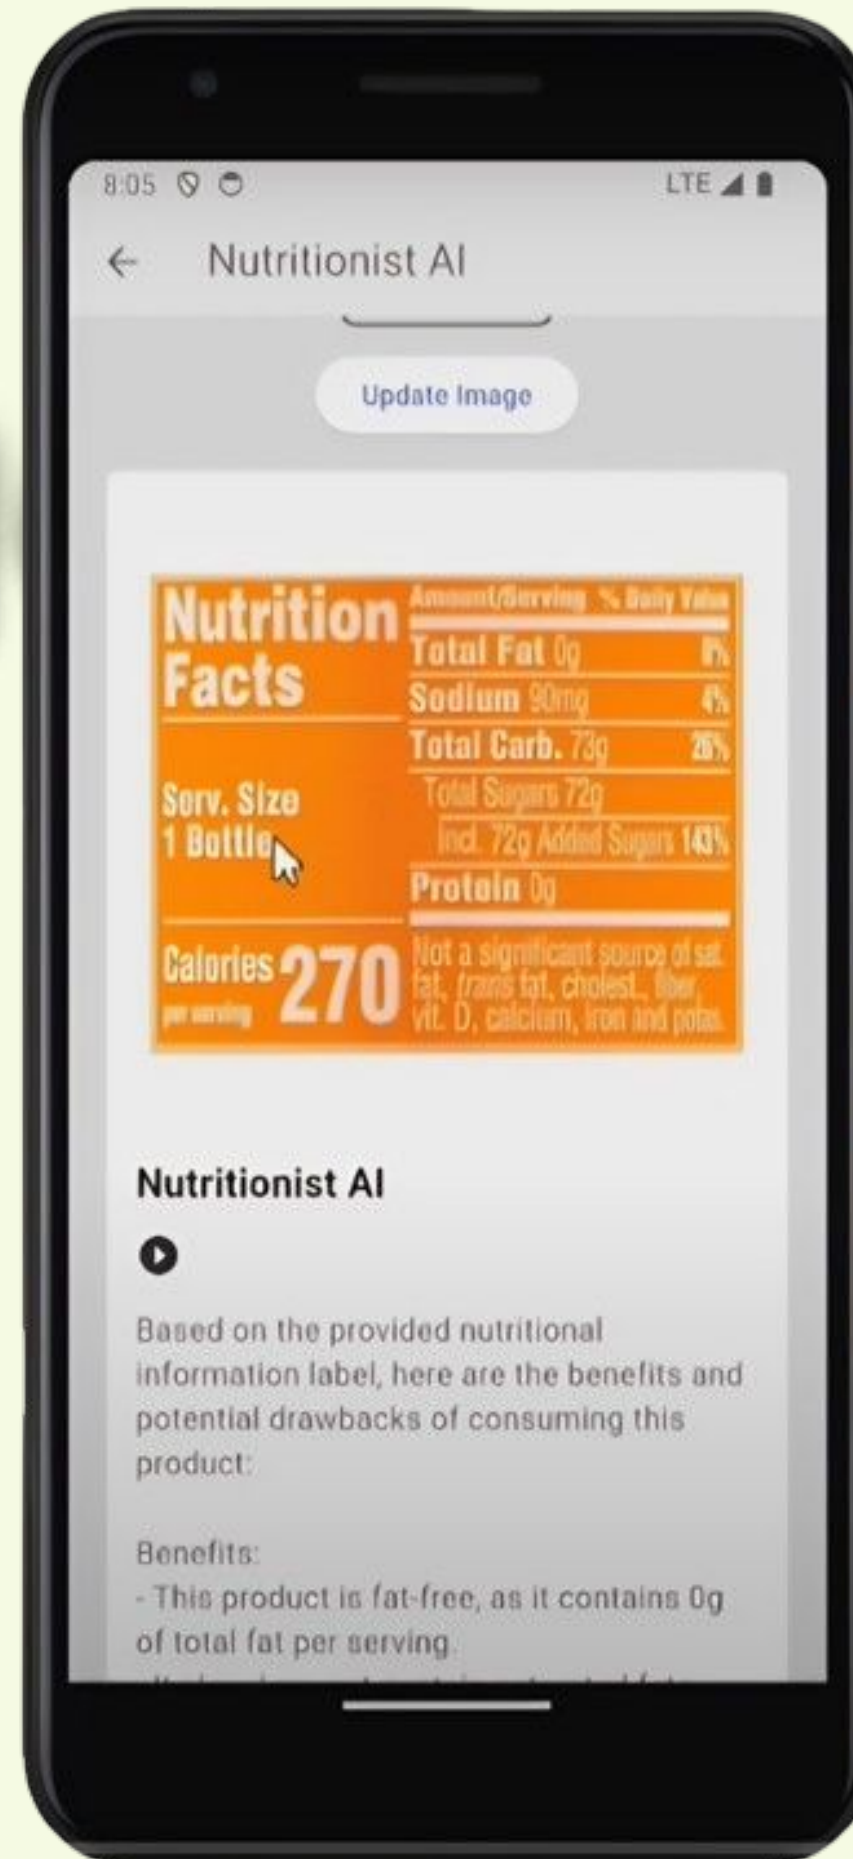 8:05
LTE
Nutritionist AI
Update Image
Nutrition
Facts
Serv. Size
1 Bottle
Calories 270
per serving
Amount/Serving % Daily Value
Total Fat 0g 0%
Sodium 90mg 4%
Total Carb. 73g 26%
Total Sugars 72g
Incl. 72g Added Sugars 143%
Protein 0g
Not a significant source of sat.
fat, trans fat, cholest., fiber,
vit. D, calcium, iron and potas.
Nutritionist AI
Based on the provided nutritional
information label, here are the benefits and
potential drawbacks of consuming this
product:
Benefits:
- This product is fat-free, as it contains 0g
of total fat per serving.